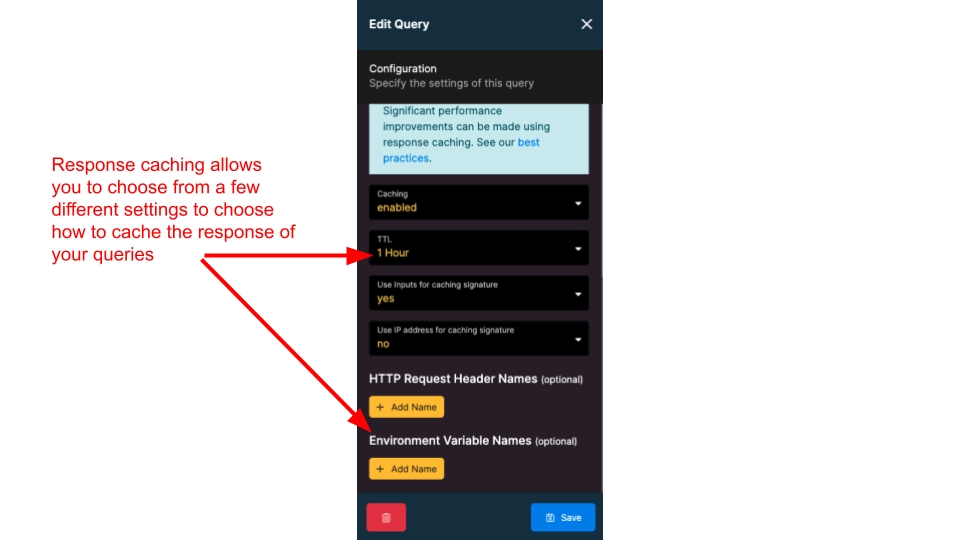 Edit Query
Configuration
Specify the settings of this query
Significant performance
improvements can be made using
response caching. See our best
practices.
Response caching allows
you to choose from a few
different settings to choose
how to cache the response of
your queries
Caching
enabled
TTL
1 Hour
Use Inputs for caching signature
yes
Use IP address for caching signature
no
HTTP Request Header Names (optional)
+ Add Name
Environment Variable Names (optional)
+ Add Name
Save